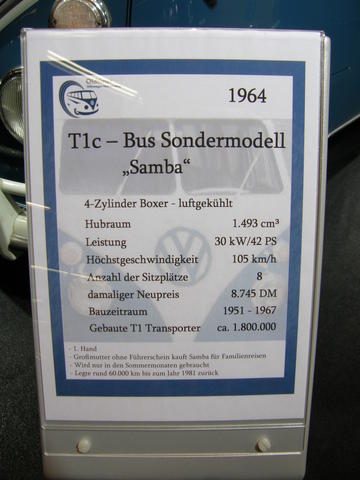 1964
T1c – Bus Sondermodell
„Samba“
4-Zylinder Boxer - luftgekühlt
Hubraum 1.493 cm³
Leistung 30 kW/42 PS
Höchstgeschwindigkeit 105 km/h
Anzahl der Sitzplätze 8
damaliger Neupreis 8.745 DM
Bauzeitraum 1951 - 1967
Gebaute T1 Transporter ca. 1.800.000
- 1. Hand
- Großmutter ohne Führerschein kauft Samba für Familienreisen
- Wird nur in den Sommermonaten gebraucht
- Legte rund 60.000 km bis zum Jahr 1981 zurück